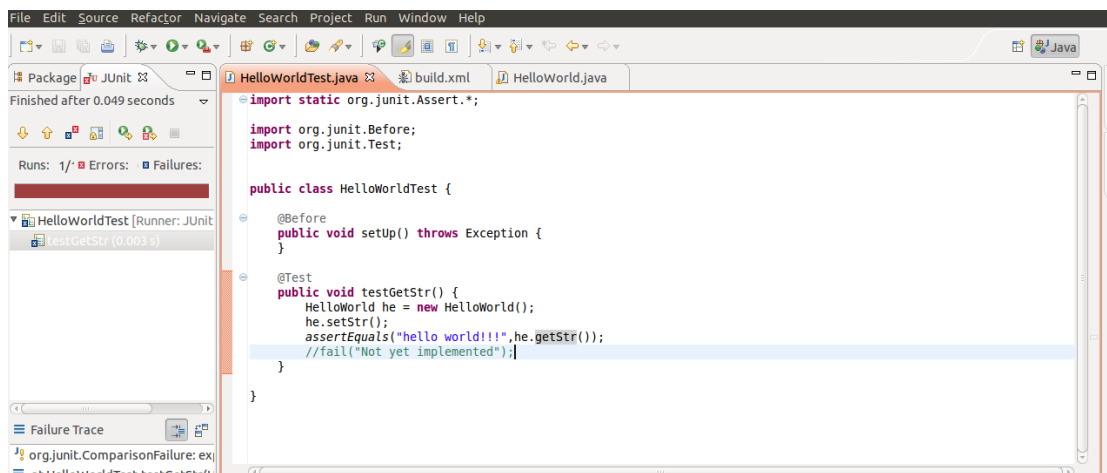 File Edit Source Refactor Navigate Search Project Run Window Help
Java
Package JUnit
HelloWorldTest.java build.xml HelloWorld.java
Finished after 0.049 seconds
Runs: 1/ Errors: Failures:
HelloWorldTest [Runner: JUnit
testGetStr (0.003 s)
Failure Trace
org.junit.ComparisonFailure:
import static org.junit.Assert.*;
import org.junit.Before;
import org.junit.Test;
public class HelloWorldTest {
@Before
public void setUp() throws Exception {
}
@Test
public void testGetStr() {
HelloWorld he = new HelloWorld();
he.setStr();
assertEquals("hello world!!!",he.getStr());
//fail("Not yet implemented");
}
}